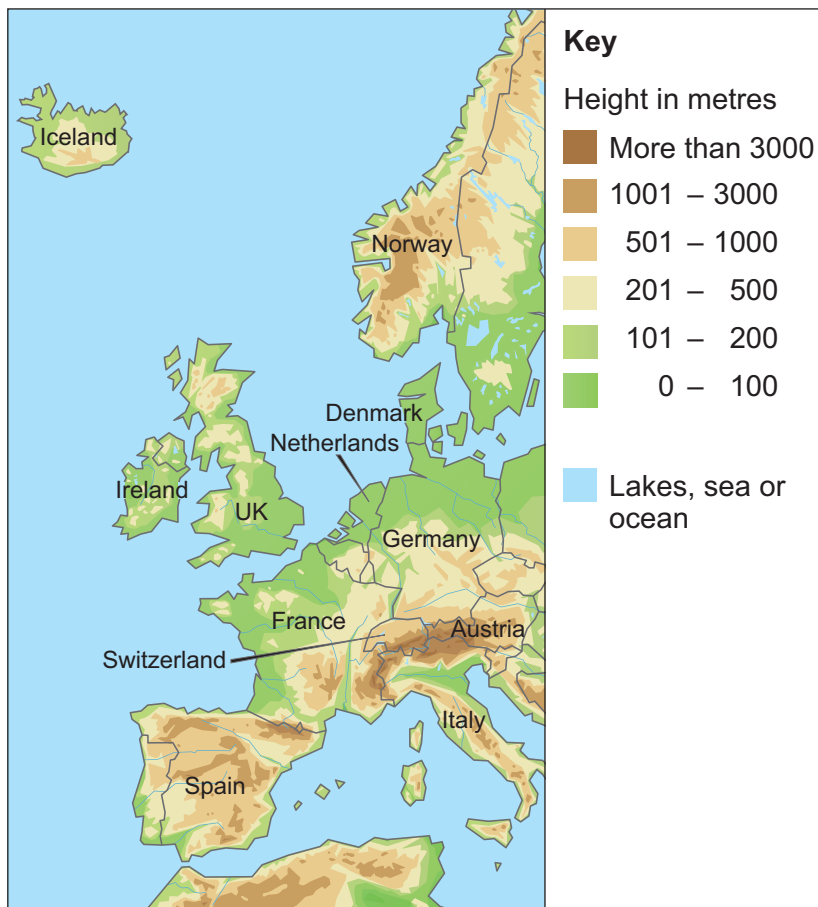 Iceland
Norway
Denmark
Netherlands
Ireland
UK
Germany
France
Austria
Switzerland
Italy
Spain
Key
Height in metres
More than 3000
1001 – 3000
501 – 1000
201 – 500
101 – 200
0 – 100
Lakes, sea or
ocean